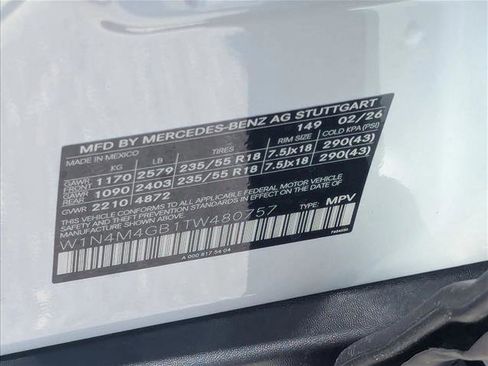 MFD BY MERCEDES-BENZ AG STUTTGART
MADE IN MEXICO 149 02/26
KG LB TIRES RIM SIZE COLD KPA (PSI)
GAWR FRONT 1170 2579 235/55 R18 7.5Jx18 290(43)
GAWR REAR 1090 2403 235/55 R18 7.5Jx18 290(43)
GVWR 2210 4872
THIS VEHICLE CONFORMS TO ALL APPLICABLE FEDERAL MOTOR VEHICLE
SAFETY STANDARDS IN EFFECT ON THE DATE OF MANUFACTURE SHOWN ABOVE.
W1N4M4GB1TW480757 TYPE: MPV
A 000 817 54 04